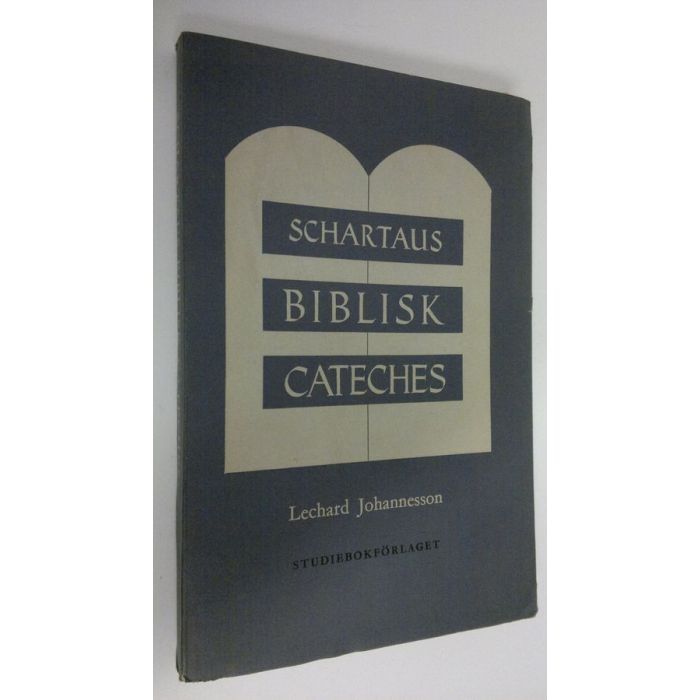 SCHARTAUS
BIBLISK
CATECHES
Lechard Johannesson
STUDIEBOKFÖRLAGET